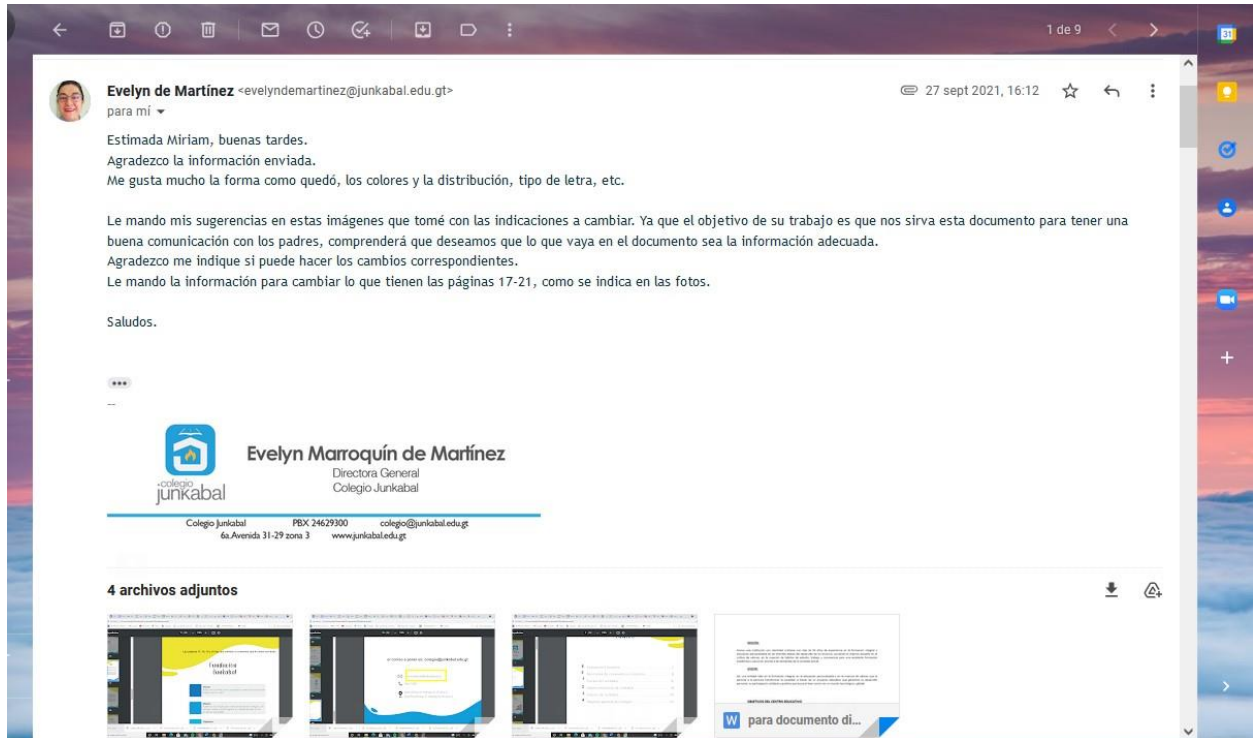 1 de 9
31
Evelyn de Martínez <evelyndemartinez@junkabal.edu.gt>
27 sept 2021, 16:12
para mí
Estimada Miriam, buenas tardes.
Agradezco la información enviada.
Me gusta mucho la forma como quedó, los colores y la distribución, tipo de letra, etc.
Le mando mis sugerencias en estas imágenes que tomé con las indicaciones a cambiar. Ya que el objetivo de su trabajo es que nos sirva esta documento para tener una
buena comunicación con los padres, comprenderá que deseamos que lo que vaya en el documento sea la información adecuada.
Agradezco me indique si puede hacer los cambios correspondientes.
Le mando la información para cambiar lo que tienen las páginas 17-21, como se indica en las fotos.
Saludos.
--
colegio
junkabal
Evelyn Marroquín de Martínez
Directora General
Colegio Junkabal
Colegio Junkabal PBX 24629300 colegio@junkabal.edu.gt
6a. Avenida 31-29 zona 3 www.junkabal.edu.gt
4 archivos adjuntos
W para documento di...